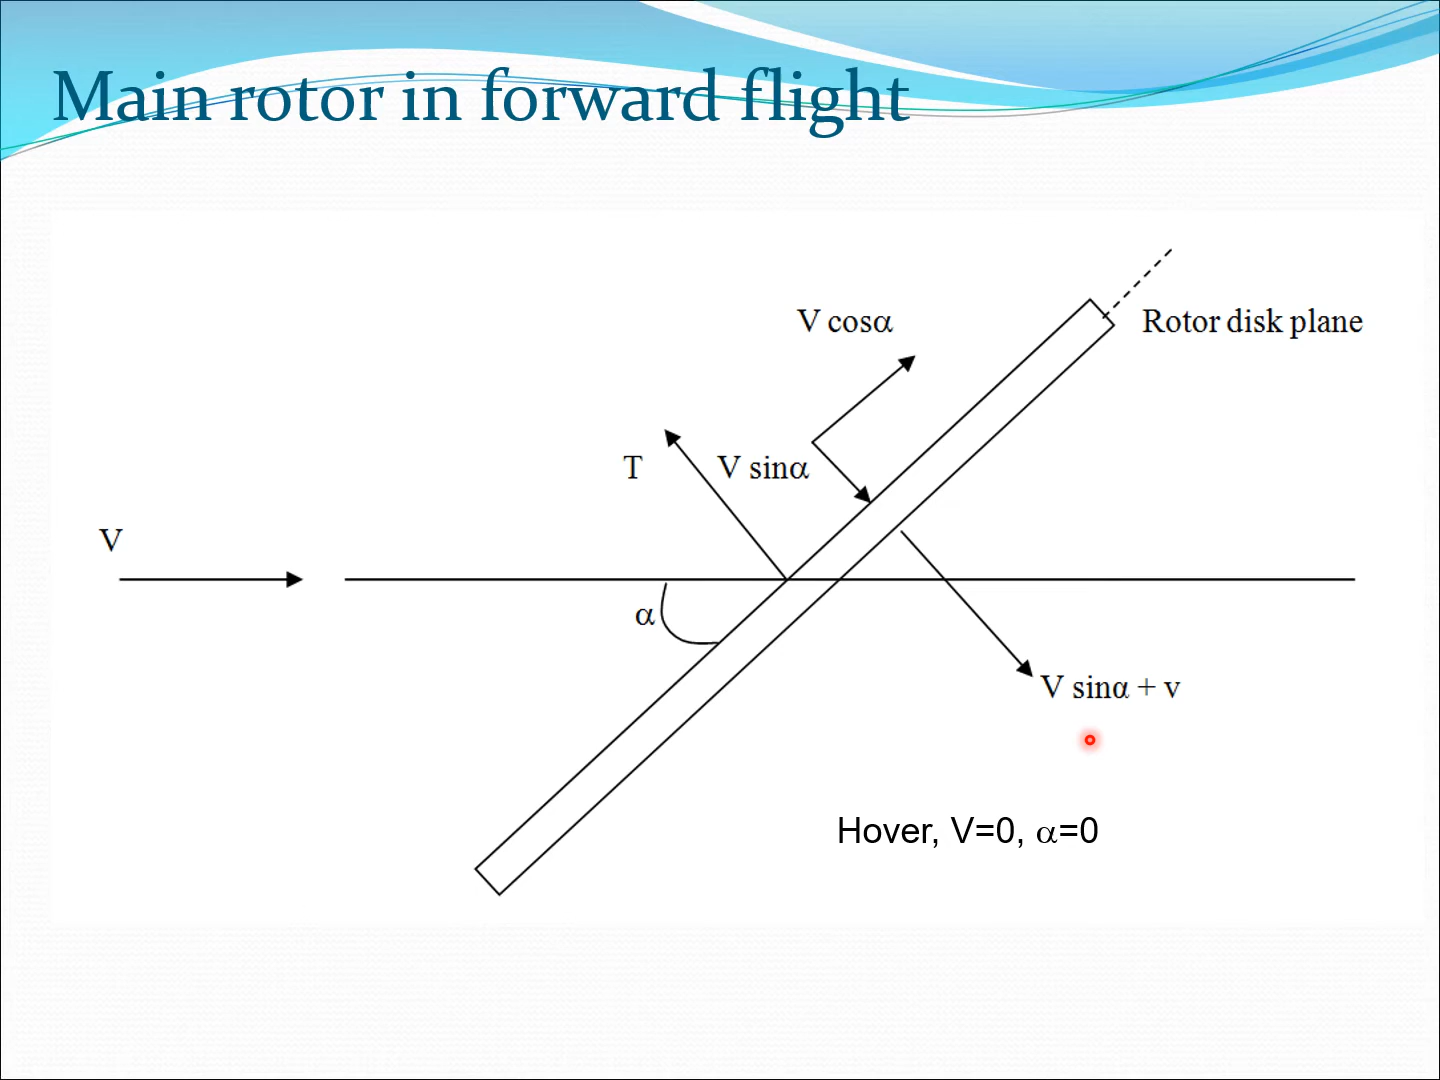 Main rotor in forward flight
V cosα
Rotor disk plane
T
V sinα
V
α
V sinα + v
Hover, V=0, α=0